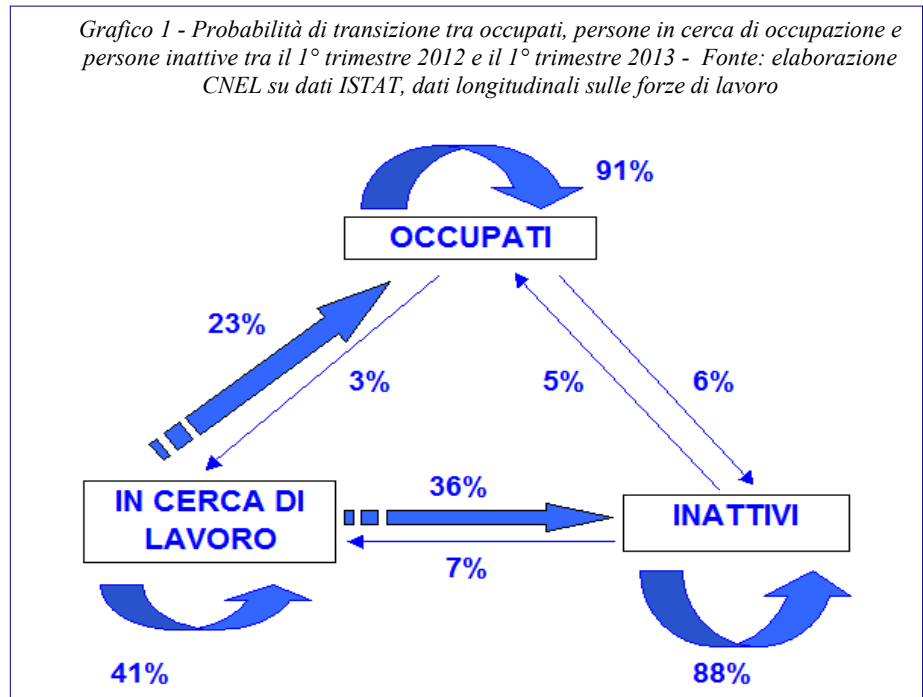 Grafico 1 - Probabilità di transizione tra occupati, persone in cerca di occupazione e
persone inattive tra il 1° trimestre 2012 e il 1° trimestre 2013 - Fonte: elaborazione
CNEL su dati ISTAT, dati longitudinali sulle forze di lavoro
91%
OCCUPATI
23%
3%
5%
6%
IN CERCA DI
LAVORO
36%
INATTIVI
7%
41%
88%